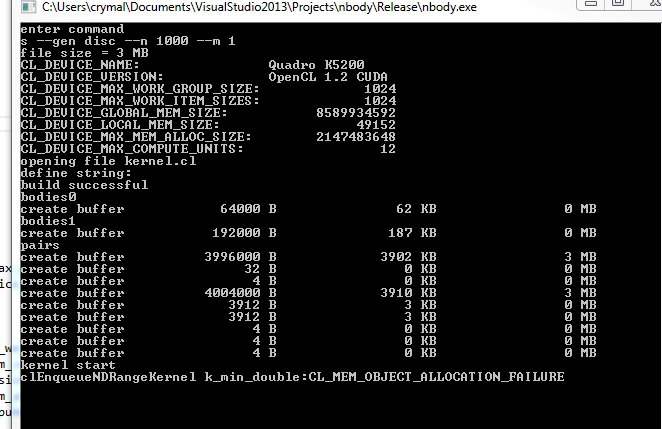 C:\Users\crymal\Documents\VisualStudio2013\Projects\nbody\Release\nbody.exe
enter command
s --gen disc --n 1000 --m 1
file size = 3 MB
CL_DEVICE_NAME: Quadro K5200
CL_DEVICE_VERSION: OpenCL 1.2 CUDA
CL_DEVICE_MAX_WORK_GROUP_SIZE: 1024
CL_DEVICE_MAX_WORK_ITEM_SIZES: 1024
CL_DEVICE_GLOBAL_MEM_SIZE: 8589934592
CL_DEVICE_LOCAL_MEM_SIZE: 49152
CL_DEVICE_MAX_MEM_ALLOC_SIZE: 2147483648
CL_DEVICE_MAX_COMPUTE_UNITS: 12
opening file kernel.cl
define string:
build successful
bodies0
create buffer 64000 B 62 KB 0 MB
bodies1
create buffer 192000 B 187 KB 0 MB
pairs
create buffer 3996000 B 3902 KB 3 MB
create buffer 32 B 0 KB 0 MB
create buffer 4 B 0 KB 0 MB
create buffer 4004000 B 3910 KB 3 MB
create buffer 3912 B 3 KB 0 MB
create buffer 3912 B 3 KB 0 MB
create buffer 4 B 0 KB 0 MB
create buffer 4 B 0 KB 0 MB
create buffer 4 B 0 KB 0 MB
kernel start
clEnqueueNDRangeKernel k_min_double:CL_MEM_OBJECT_ALLOCATION_FAILURE